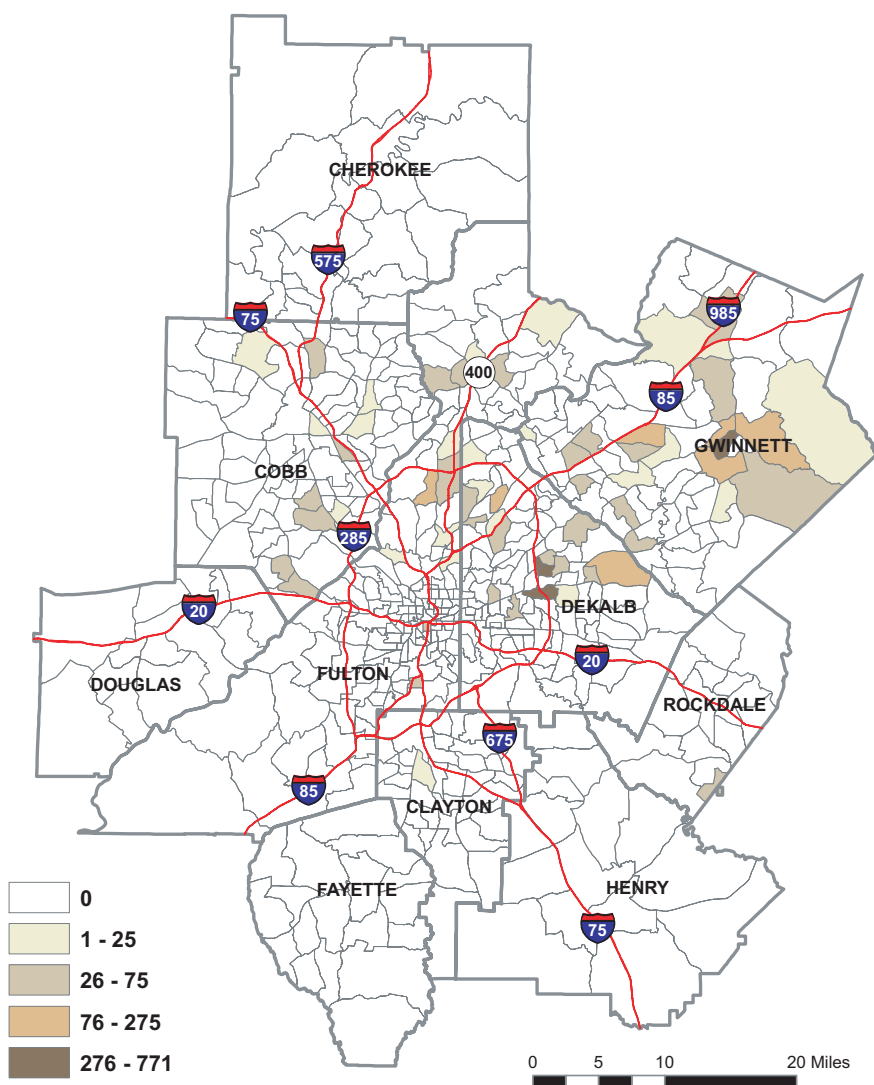 CHEROKEE
575
75
985
400
85
GWINNETT
COBB
285
20
DEKALB
DOUGLAS
FULTON
20
ROCKDALE
675
85
CLAYTON
FAYETTE
HENRY
75
0
1 - 25
26 - 75
76 - 275
276 - 771
0 5 10 20 Miles